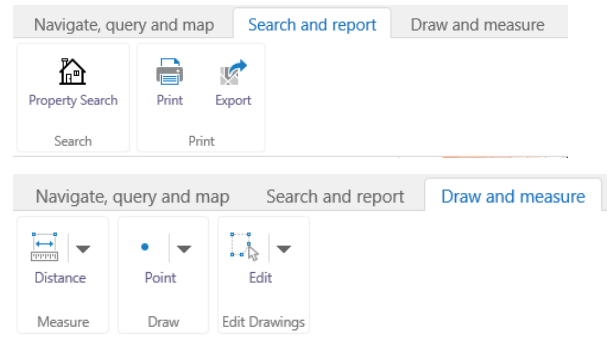 Navigate, query and map Search and report Draw and measure
Property Search Print Export
Search Print
Navigate, query and map Search and report Draw and measure
Distance Point Edit
Measure Draw Edit Drawings